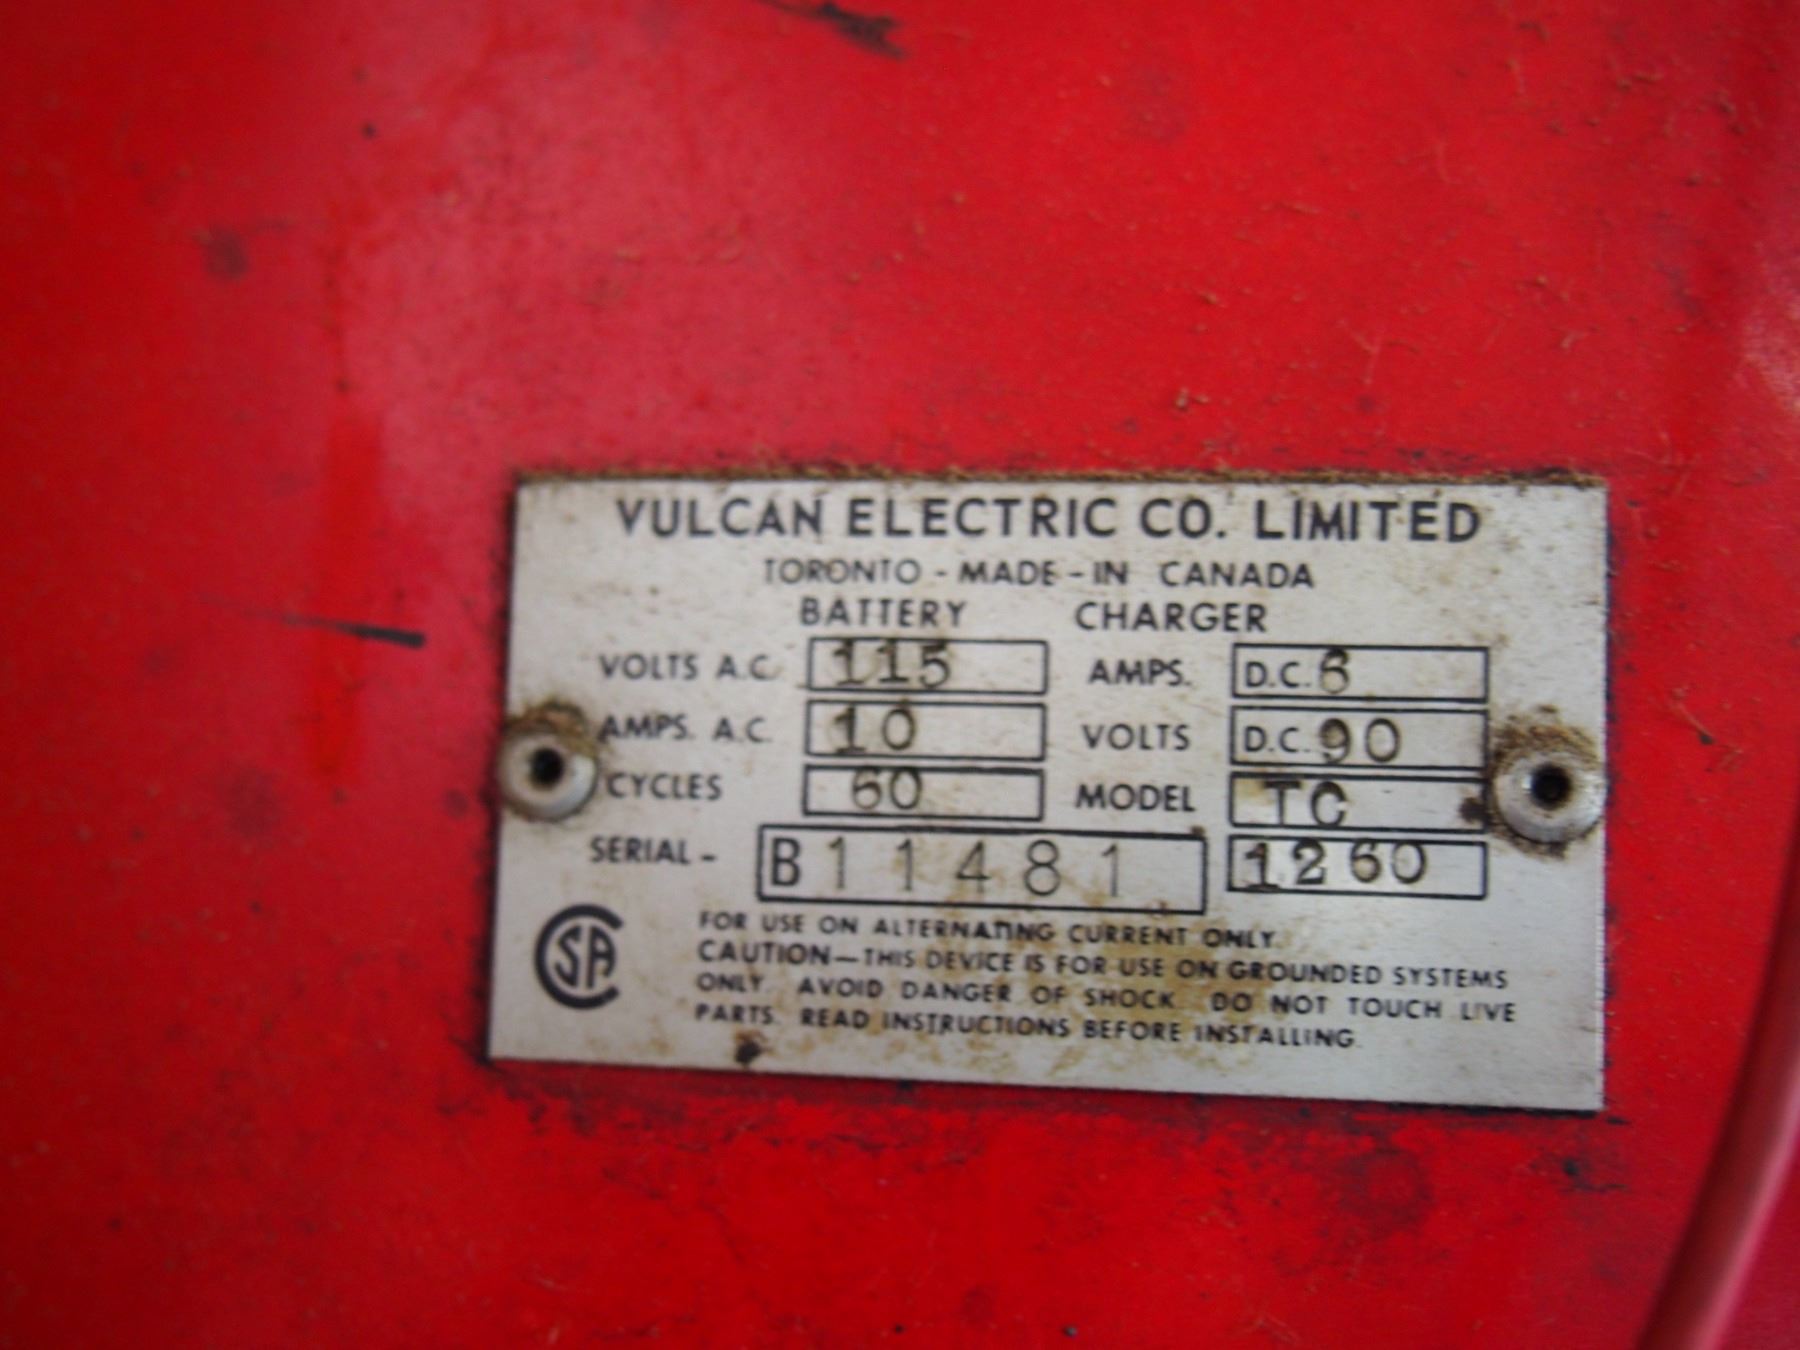 VULCAN ELECTRIC CO. LIMITED
TORONTO - MADE - IN CANADA
BATTERY CHARGER
VOLTS A.C. 115 AMPS. D.C. 6
AMPS. A.C. 10 VOLTS D.C. 90
CYCLES 60 MODEL TC
SERIAL - B11481 1260
CSA
FOR USE ON ALTERNATING CURRENT ONLY.
CAUTION—THIS DEVICE IS FOR USE ON GROUNDED SYSTEMS
ONLY. AVOID DANGER OF SHOCK. DO NOT TOUCH LIVE
PARTS. READ INSTRUCTIONS BEFORE INSTALLING.